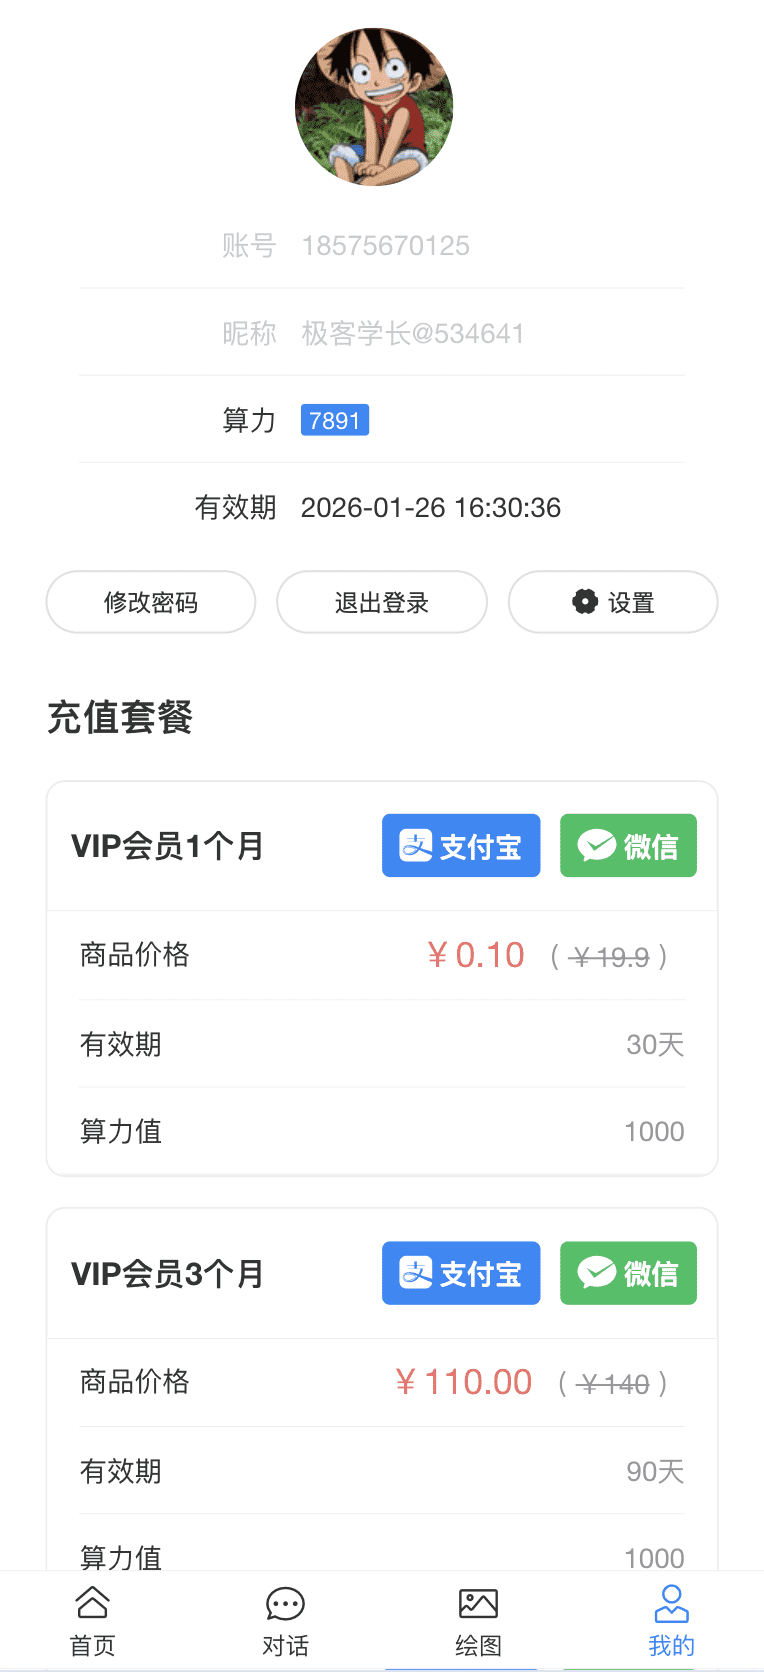 账号 18575670125
昵称 极客学长@534641
算力 7891
有效期 2026-01-26 16:30:36
修改密码 退出登录 设置
充值套餐
VIP会员1个月 支付宝 微信
商品价格 ￥0.10 （￥19.9）
有效期 30天
算力值 1000
VIP会员3个月 支付宝 微信
商品价格 ￥110.00 （￥140）
有效期 90天
算力值 1000
首页 对话 绘图 我的